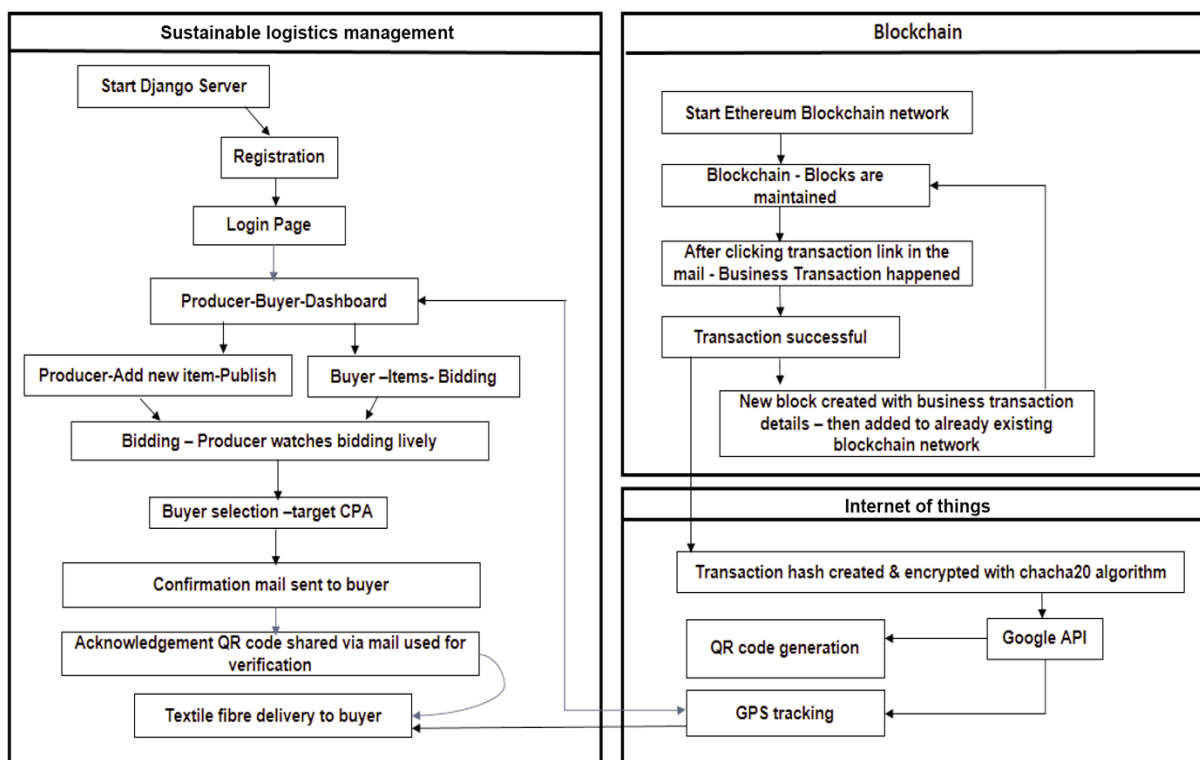 Sustainable logistics management
Start Django Server
Registration
Login Page
Producer-Buyer-Dashboard
Producer-Add new item-Publish
Buyer –Items- Bidding
Bidding – Producer watches bidding lively
Buyer selection –target CPA
Confirmation mail sent to buyer
Acknowledgement QR code shared via mail used for
verification
Textile fibre delivery to buyer
Blockchain
Start Ethereum Blockchain network
Blockchain - Blocks are
maintained
After clicking transaction link in the
mail - Business Transaction happened
Transaction successful
New block created with business transaction
details – then added to already existing
blockchain network
Internet of things
Transaction hash created & encrypted with chacha20 algorithm
Google API
QR code generation
GPS tracking